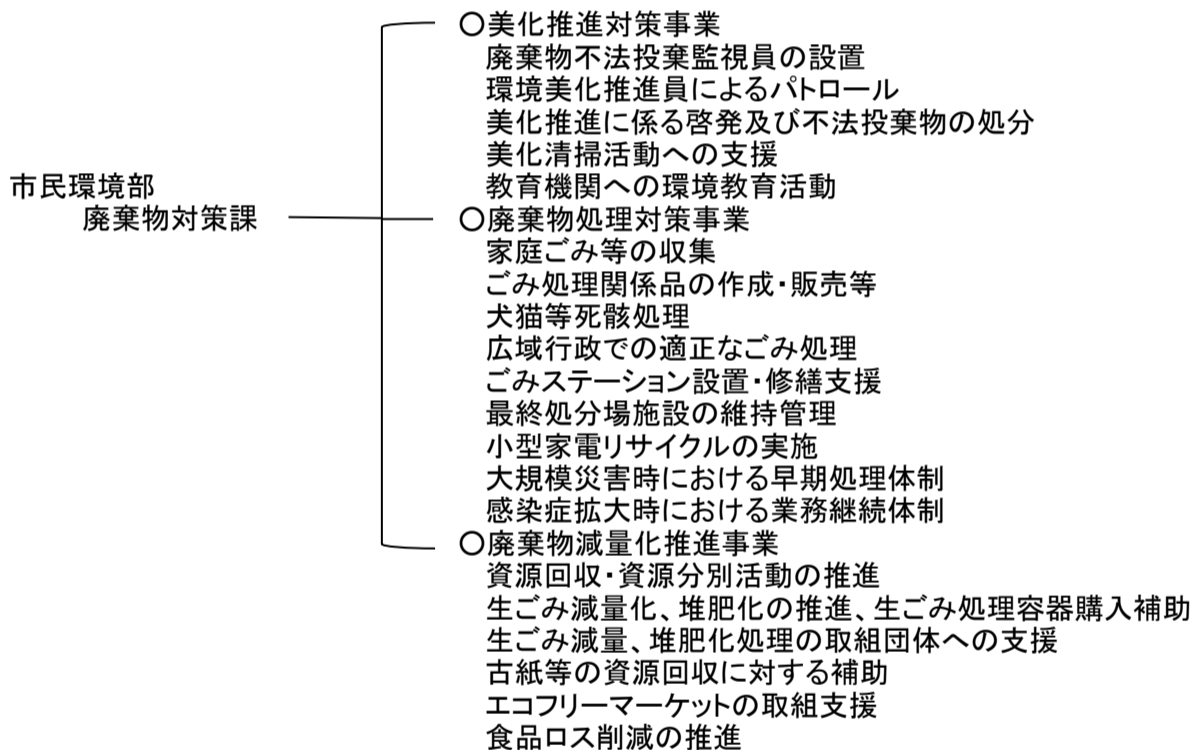 市民環境部
廃棄物対策課
〇美化推進対策事業
廃棄物不法投棄監視員の設置
環境美化推進員によるパトロール
美化推進に係る啓発及び不法投棄物の処分
美化清掃活動への支援
教育機関への環境教育活動
〇廃棄物処理対策事業
家庭ごみ等の収集
ごみ処理関係品の作成・販売等
犬猫等死骸処理
広域行政での適正なごみ処理
ごみステーション設置・修繕支援
最終処分場施設の維持管理
小型家電リサイクルの実施
大規模災害時における早期処理体制
感染症拡大時における業務継続体制
〇廃棄物減量化推進事業
資源回収・資源分別活動の推進
生ごみ減量化、堆肥化の推進、生ごみ処理容器購入補助
生ごみ減量、堆肥化処理の取組団体への支援
古紙等の資源回収に対する補助
エコフリーマーケットの取組支援
食品ロス削減の推進